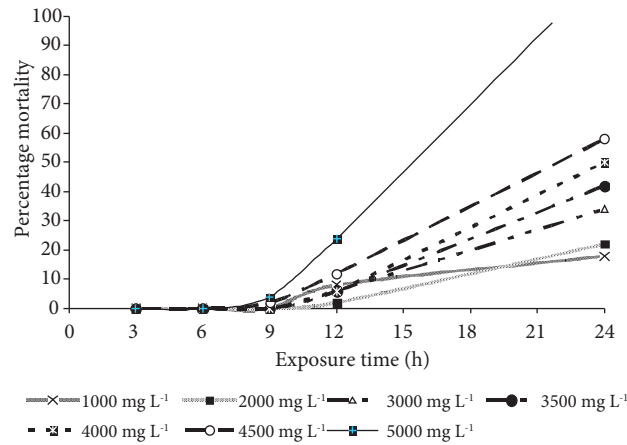 100
90
80
70
60
50
40
30
20
10
0
Percentage mortality
0 3 6 9 12 15 18 21 24
Exposure time (h)
1000 mg L⁻¹ 2000 mg L⁻¹ 3000 mg L⁻¹ 3500 mg L⁻¹
4000 mg L⁻¹ 4500 mg L⁻¹ 5000 mg L⁻¹